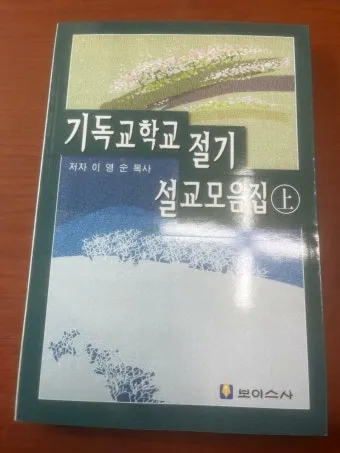 기독교학교
절기
저자 이 영 순 목사
설교모음집 上
보이스사